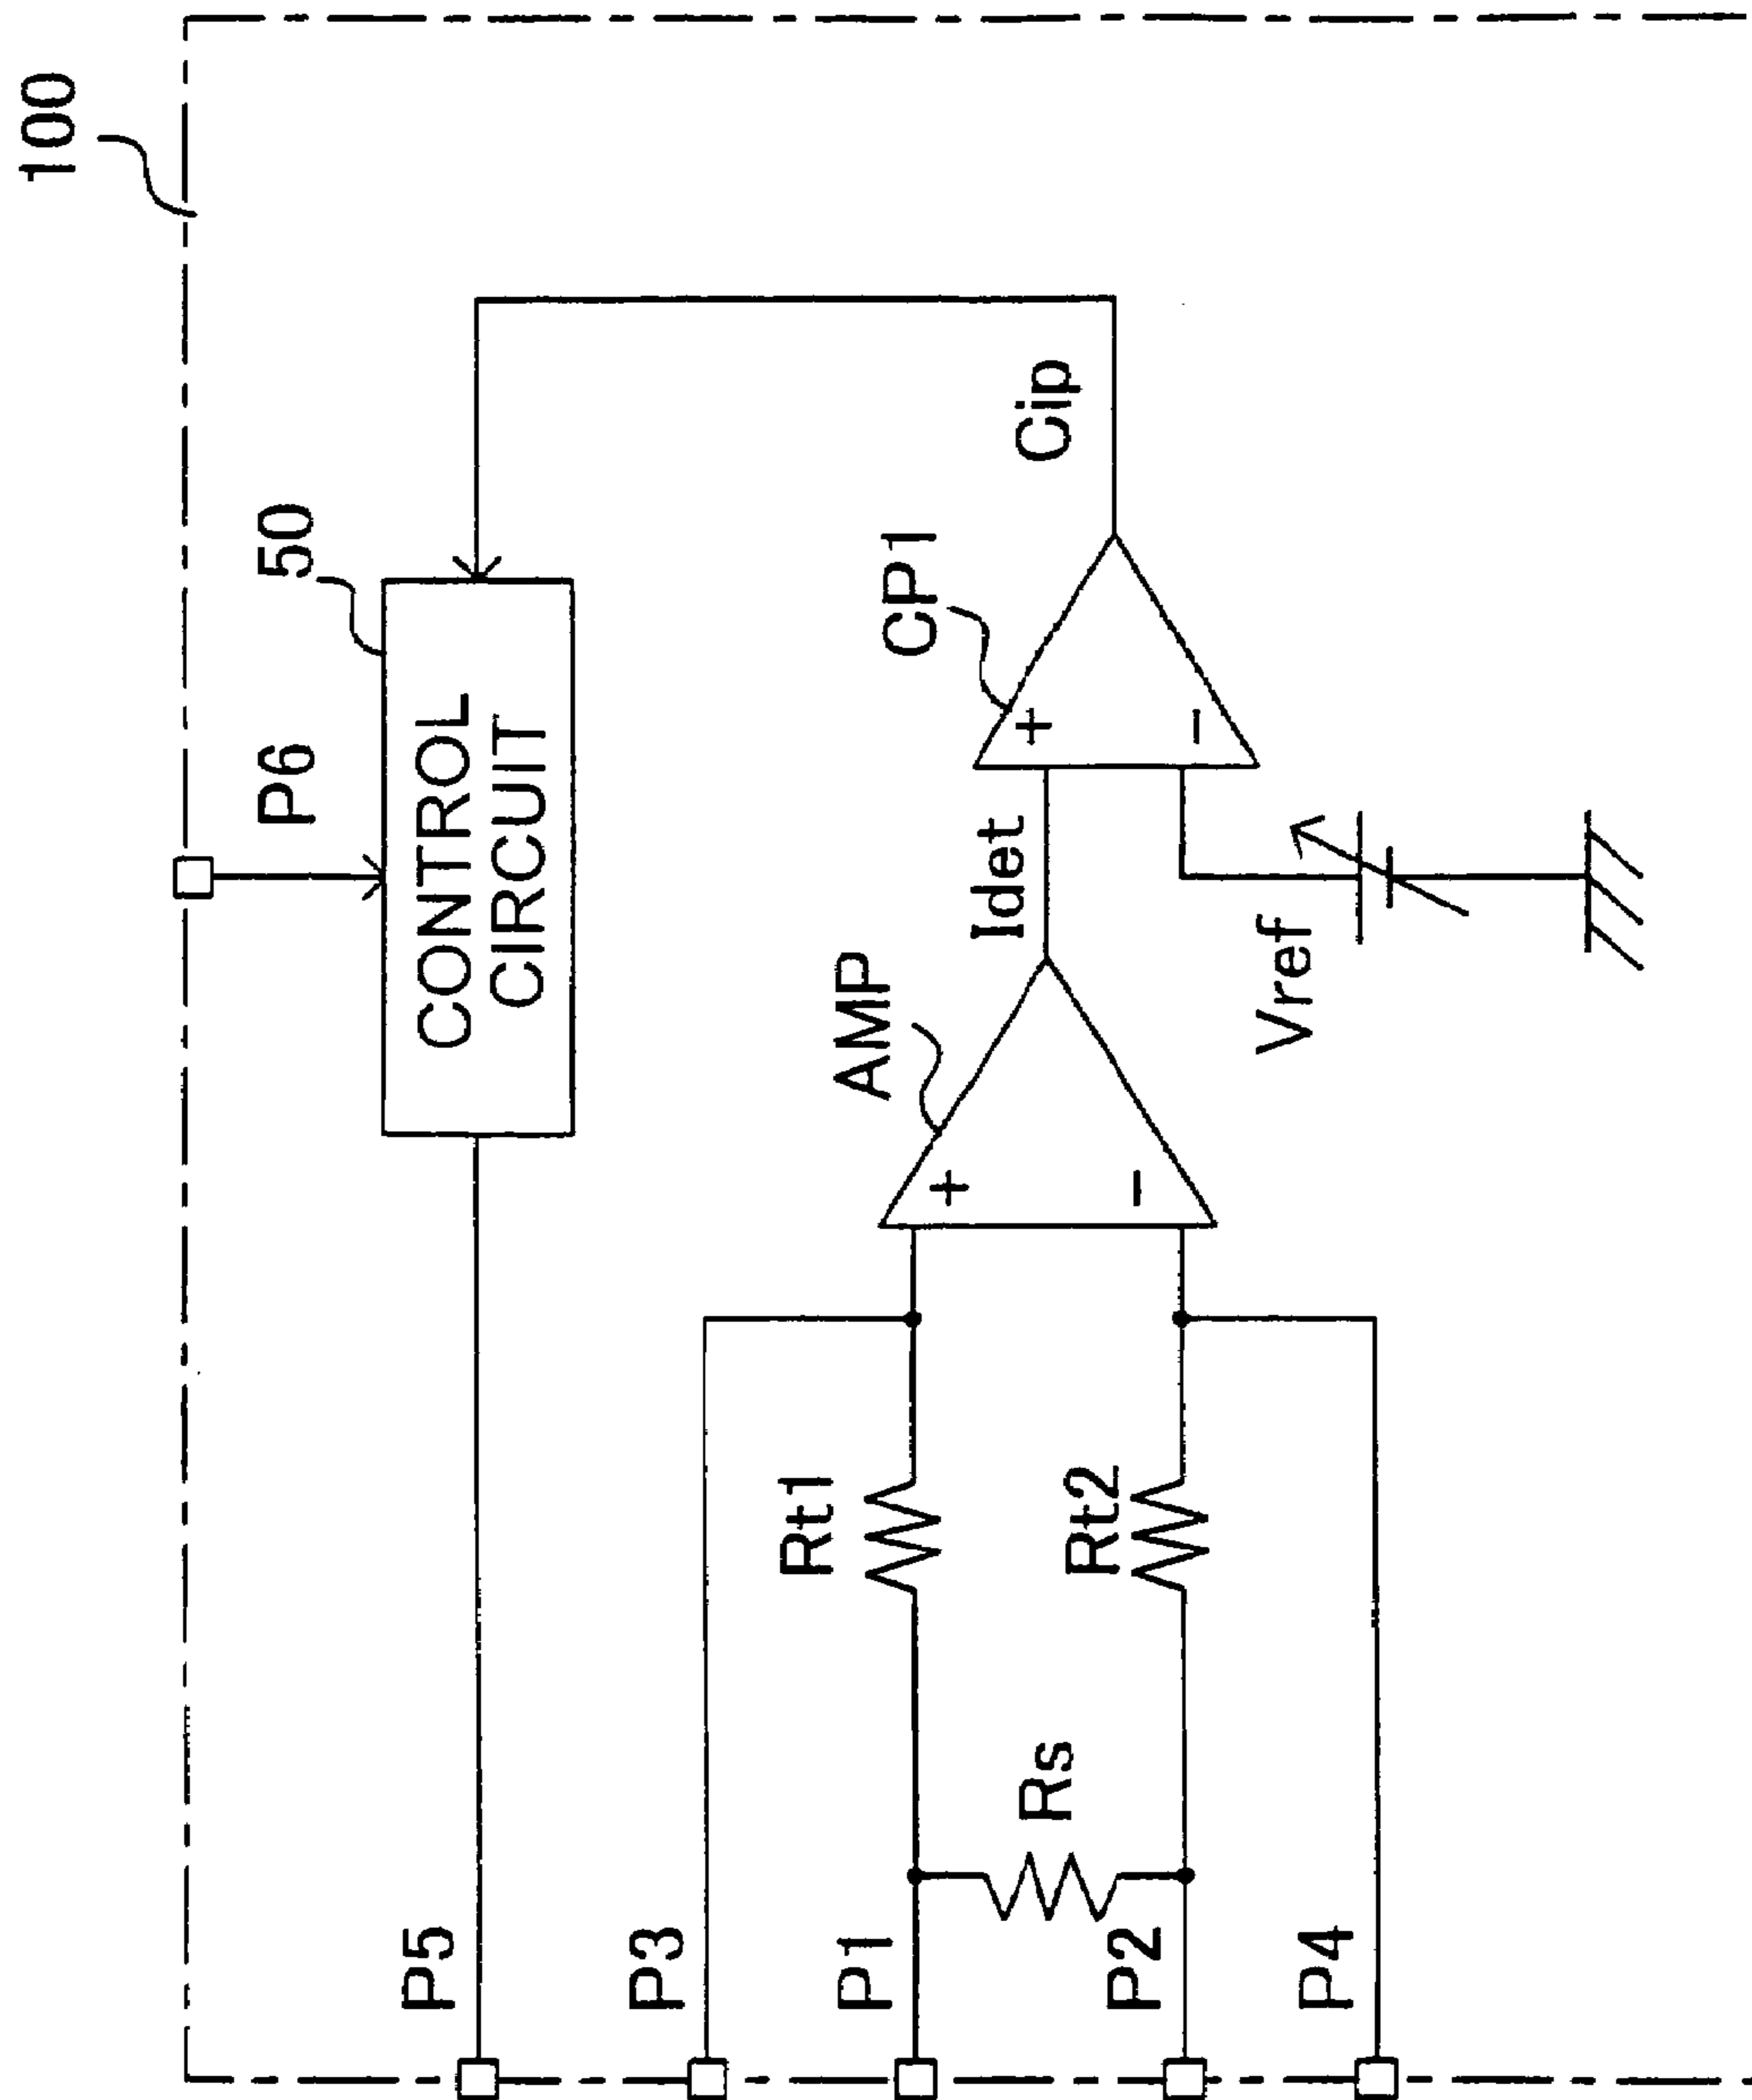 100
50
P6
CONTROL
CIRCUIT
P5
Cip
CP1
+
−
Idet
AMP
+
−
Vref
P3
Rt1
P1
Rs
Rt2
P2
P4